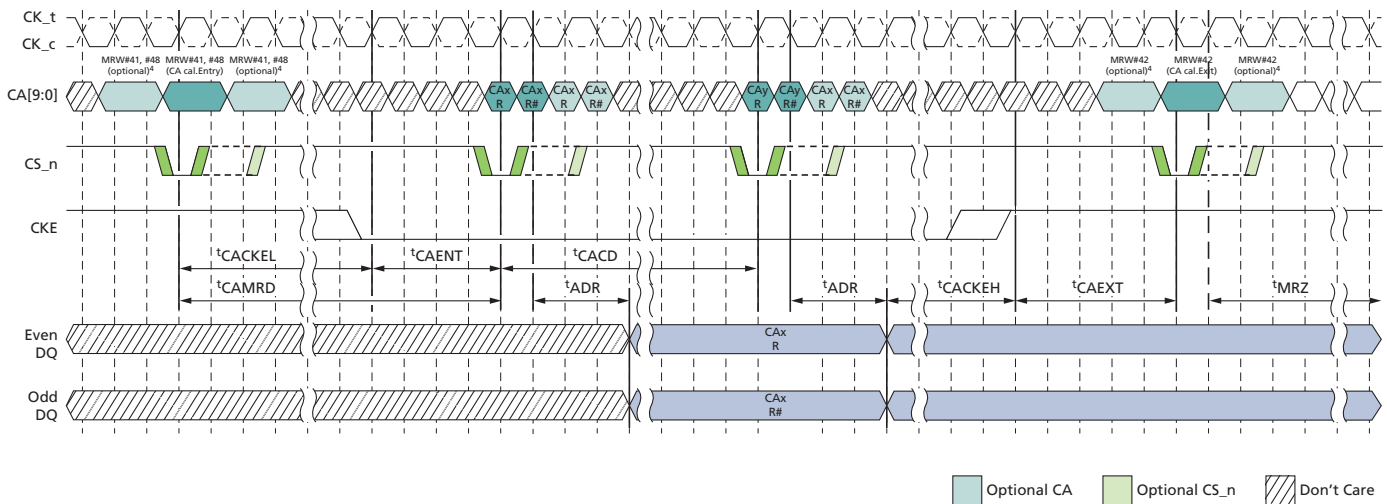 CK_t
CK_c
MRW#41, #48
(optional)4
MRW#41, #48
(CA cal.Entry)
MRW#41, #48
(optional)4
MRW#42
(optional)4
MRW#42
(CA cal.Exit)
MRW#42
(optional)4
CA[9:0]
CAx
R
CAx
R#
CAx
R
CAx
R#
CAy
R
CAy
R#
CAx
R
CAx
R#
CS_n
CKE
tCACKEL
tCAENT
tCACD
tCAMRD
tADR
tADR
tCACKEH
tCAEXT
tMRZ
Even
DQ
CAx
R
Odd
DQ
CAx
R#
Optional CA
Optional CS_n
Don't Care